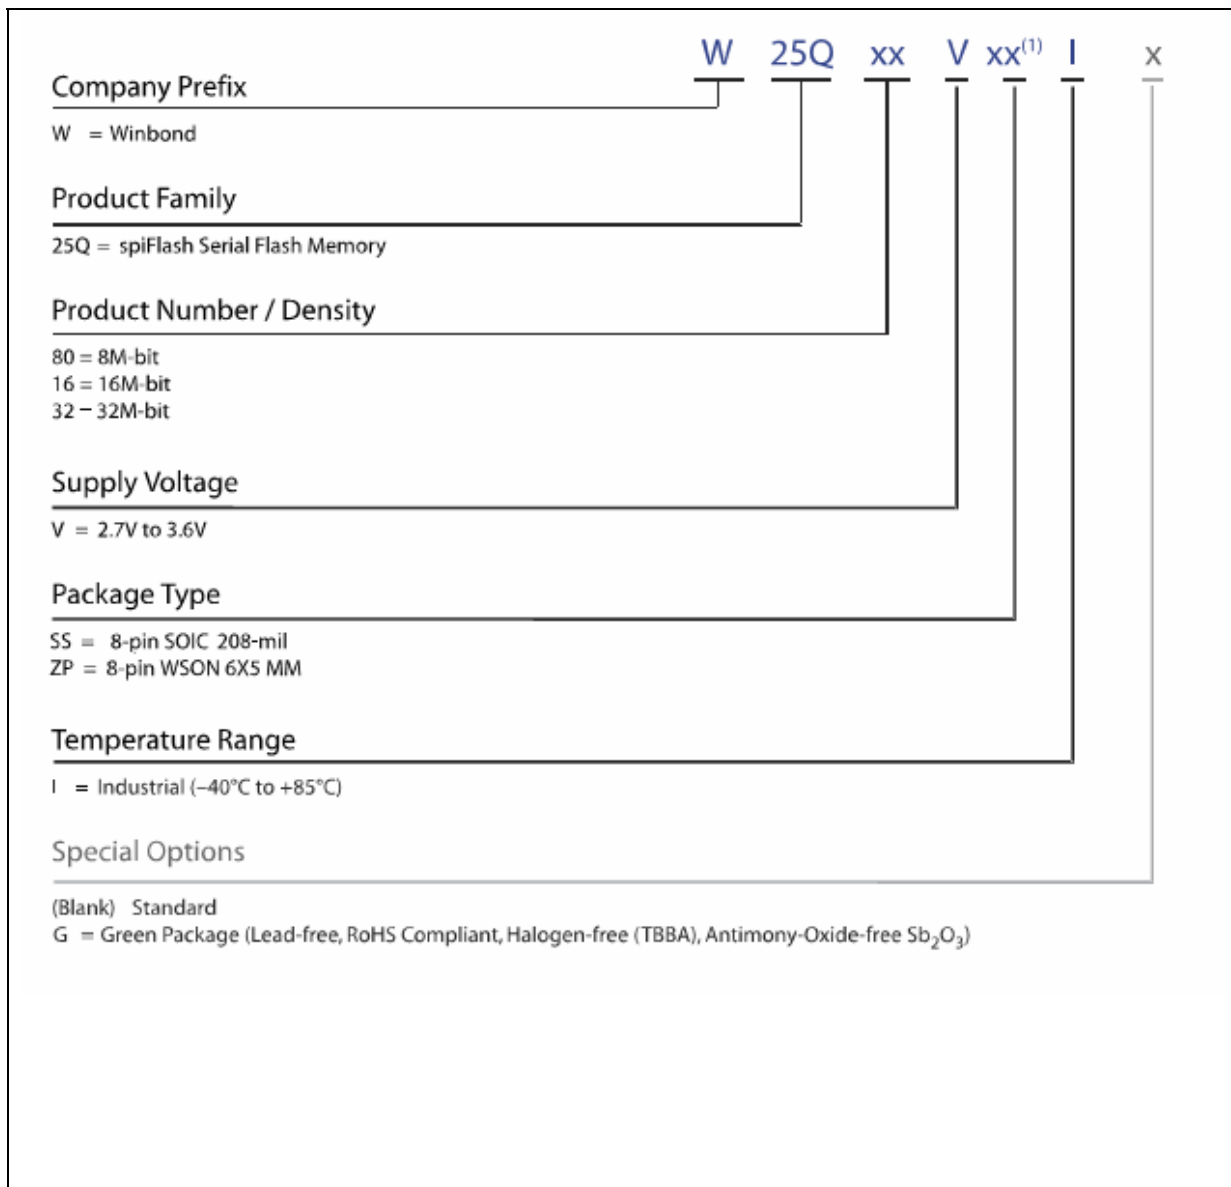 W 25Q xx V xx(1) I x
Company Prefix
W = Winbond
Product Family
25Q = spiFlash Serial Flash Memory
Product Number / Density
80 = 8M-bit
16 = 16M-bit
32 – 32M-bit
Supply Voltage
V = 2.7V to 3.6V
Package Type
SS = 8-pin SOIC 208-mil
ZP = 8-pin WSON 6X5 MM
Temperature Range
I = Industrial (–40°C to +85°C)
Special Options
(Blank) Standard
G = Green Package (Lead-free, RoHS Compliant, Halogen-free (TBBA), Antimony-Oxide-free Sb2O3)